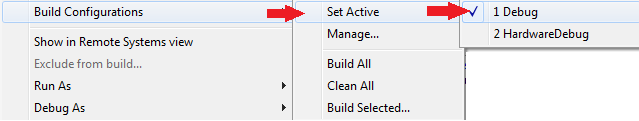 Build Configurations
Show in Remote Systems view
Exclude from build...
Run As
Debug As
Set Active
Manage...
Build All
Clean All
Build Selected...
1 Debug
2 HardwareDebug